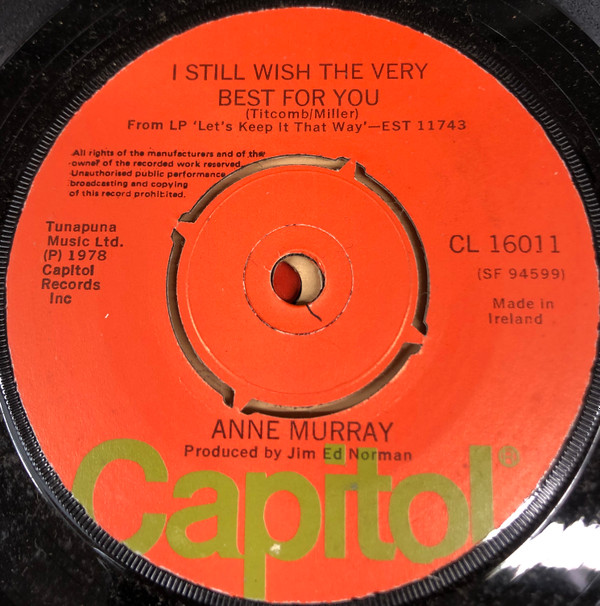 I STILL WISH THE VERY
BEST FOR YOU
(Titcomb/Miller)
From LP 'Let's Keep It That Way'—EST 11743
All rights of the manufacturers and of the
owner of the recorded work reserved.
Unauthorised public performance
broadcasting and copying
of this record prohibited.
Tunapuna
Music Ltd.
(P) 1978
Capitol
Records
Inc
CL 16011
(SF 94599)
Made in
Ireland
ANNE MURRAY
Produced by Jim Ed Norman
Capitol®